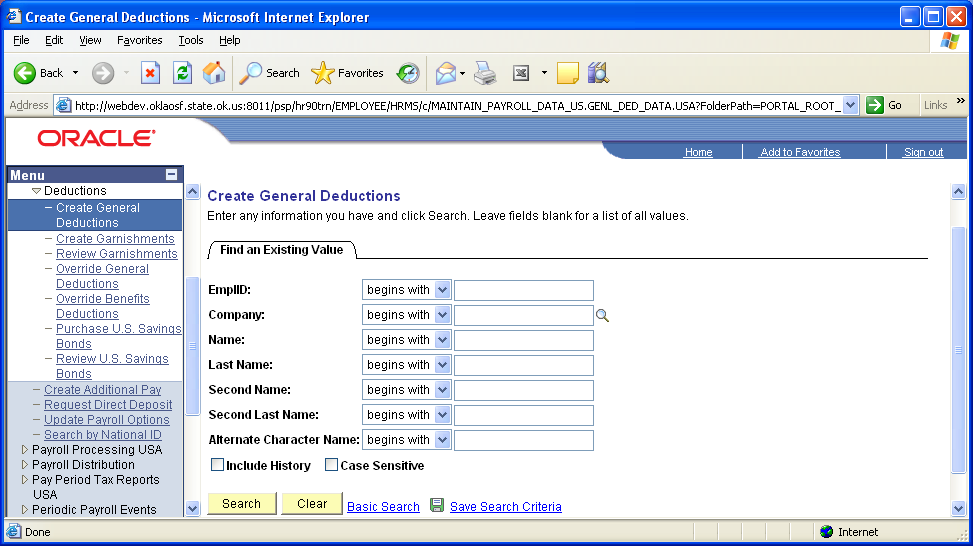 Create General Deductions - Microsoft Internet Explorer
File Edit View Favorites Tools Help
Back Search Favorites
Address http://webdev.oklaosf.state.ok.us:8011/psp/hr90trn/EMPLOYEE/HRMS/c/MAINTAIN_PAYROLL_DATA_US.GENL_DED_DATA.USA?FolderPath=PORTAL_ROOT_ Go Links »
ORACLE®
Home Add to Favorites Sign out
Menu
Deductions
– Create General
Deductions
– Create Garnishments
– Review Garnishments
– Override General
Deductions
– Override Benefits
Deductions
– Purchase U.S. Savings
Bonds
– Review U.S. Savings
Bonds
– Create Additional Pay
– Request Direct Deposit
– Update Payroll Options
– Search by National ID
Payroll Processing USA
Payroll Distribution
Pay Period Tax Reports
USA
Periodic Payroll Events
Create General Deductions
Enter any information you have and click Search. Leave fields blank for a list of all values.
Find an Existing Value
EmplID: begins with
Company: begins with
Name: begins with
Last Name: begins with
Second Name: begins with
Second Last Name: begins with
Alternate Character Name: begins with
Include History Case Sensitive
Search Clear Basic Search Save Search Criteria
Done Internet